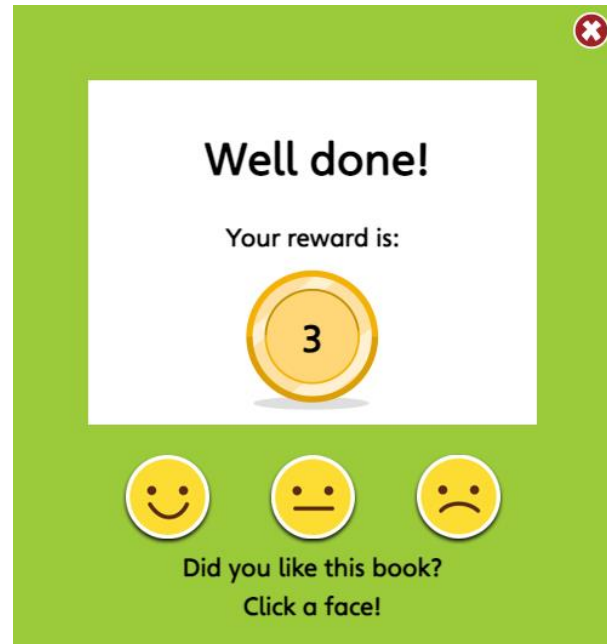 Well done!
Your reward is:
3
Did you like this book?
Click a face!